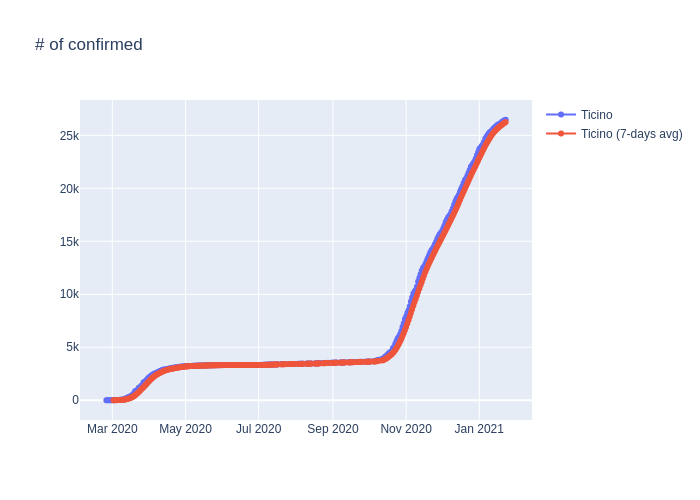 # of confirmed
Ticino
Ticino (7-days avg)
25k
20k
15k
10k
5k
0
Mar 2020 May 2020 Jul 2020 Sep 2020 Nov 2020 Jan 2021